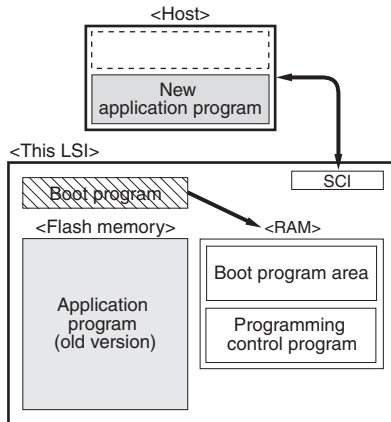 <Host>
New
application program
<This LSI>
SCI
Boot program
<Flash memory>
<RAM>
Application
program
(old version)
Boot program area
Programming
control program